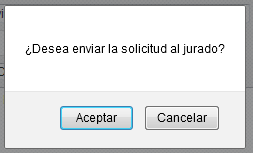 ¿Desea enviar la solicitud al jurado?
Aceptar Cancelar